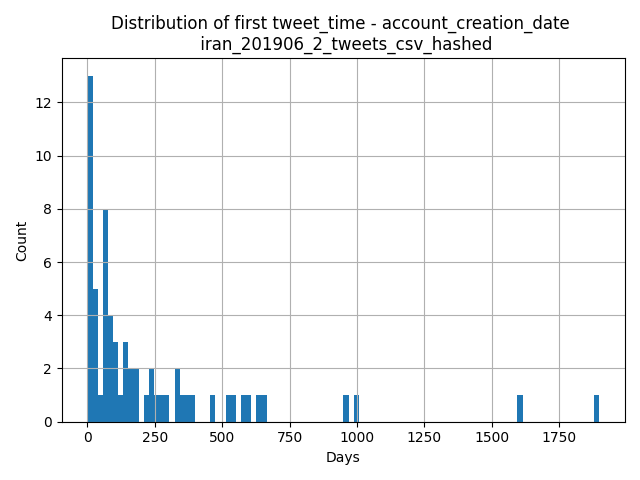 Distribution of first tweet_time - account_creation_date
iran_201906_2_tweets_csv_hashed
12
10
8
6
4
2
0
Count
0 250 500 750 1000 1250 1500 1750
Days